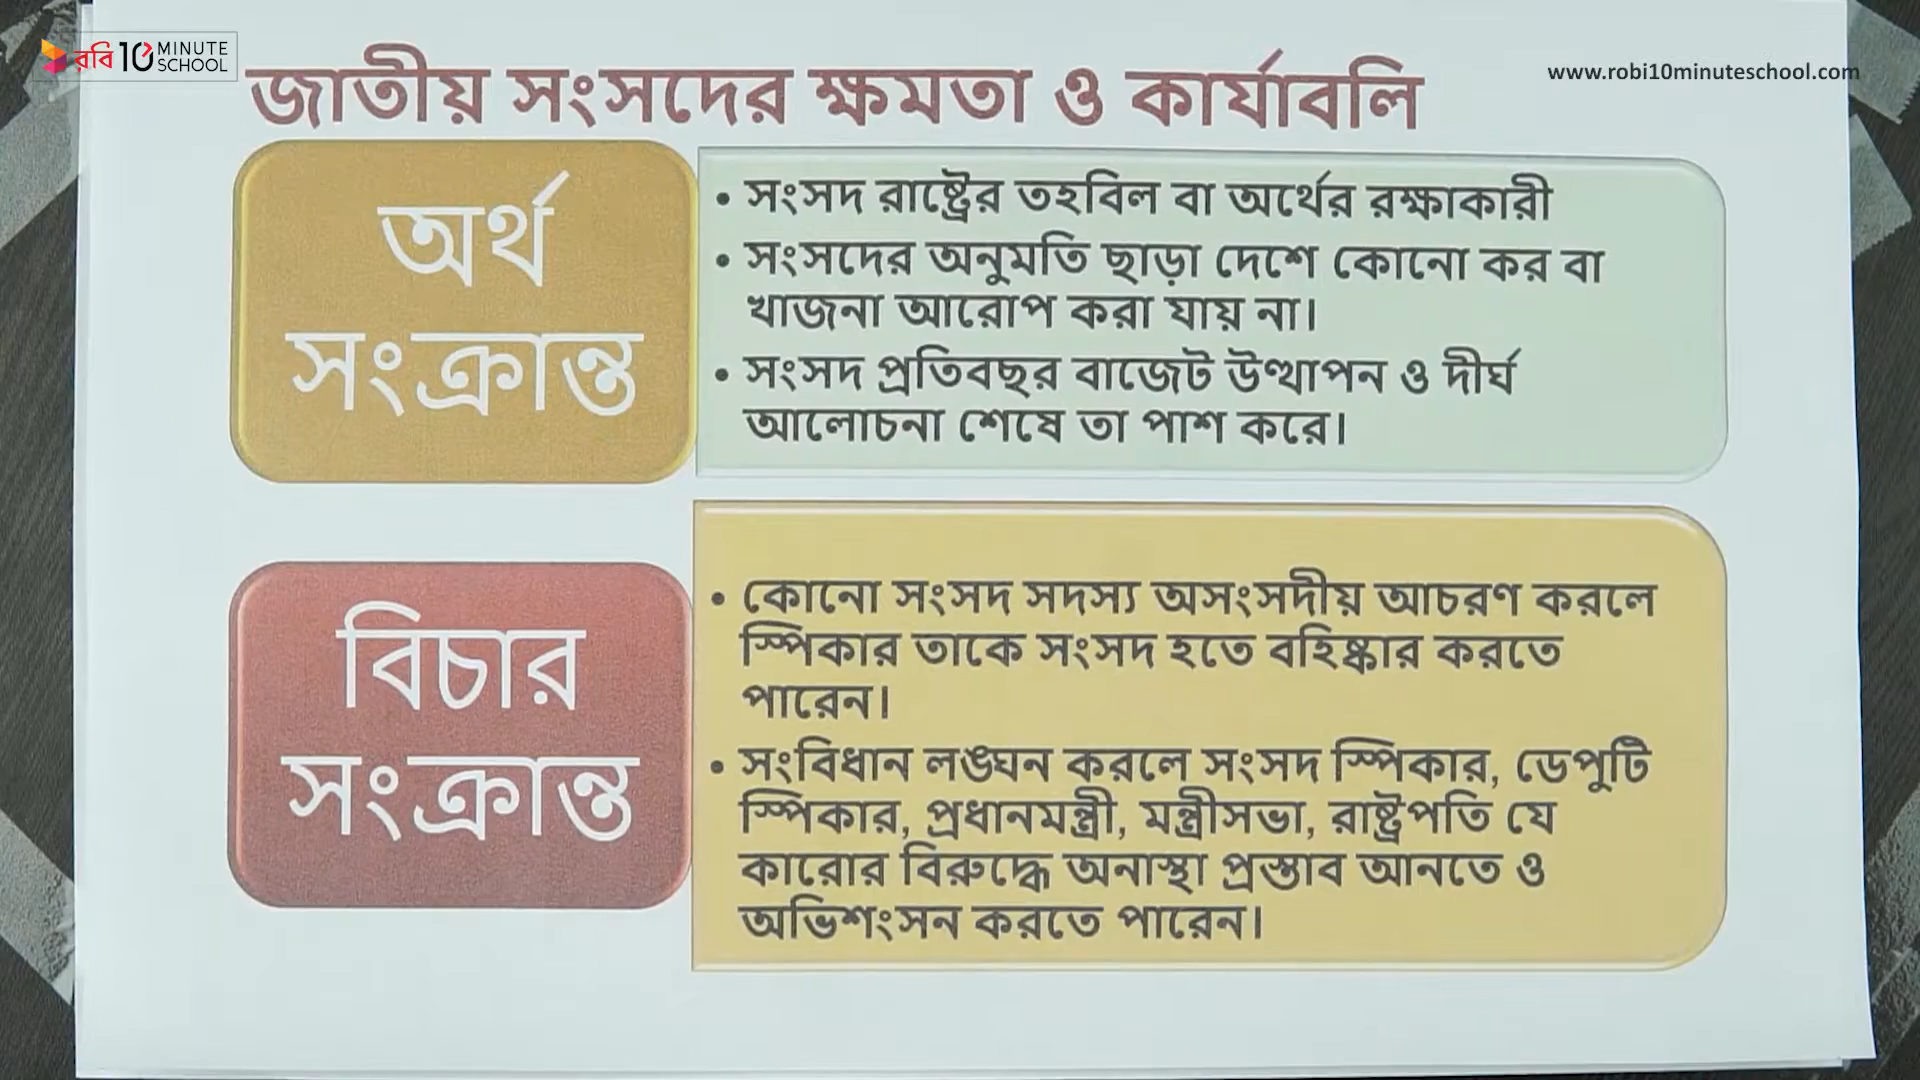 রবি 10 MINUTE SCHOOL
www.robi10minuteschool.com
জাতীয় সংসদের ক্ষমতা ও কার্যাবলি
অর্থ
সংক্রান্ত
• সংসদ রাষ্ট্রের তহবিল বা অর্থের রক্ষাকারী
• সংসদের অনুমতি ছাড়া দেশে কোনো কর বা
খাজনা আরোপ করা যায় না।
• সংসদ প্রতিবছর বাজেট উত্থাপন ও দীর্ঘ
আলোচনা শেষে তা পাশ করে।
বিচার
সংক্রান্ত
• কোনো সংসদ সদস্য অসংসদীয় আচরণ করলে
স্পিকার তাকে সংসদ হতে বহিষ্কার করতে
পারেন।
• সংবিধান লঙ্ঘন করলে সংসদ স্পিকার, ডেপুটি
স্পিকার, প্রধানমন্ত্রী, মন্ত্রীসভা, রাষ্ট্রপতি যে
কারোর বিরুদ্ধে অনাস্থা প্রস্তাব আনতে ও
অভিশংসন করতে পারেন।